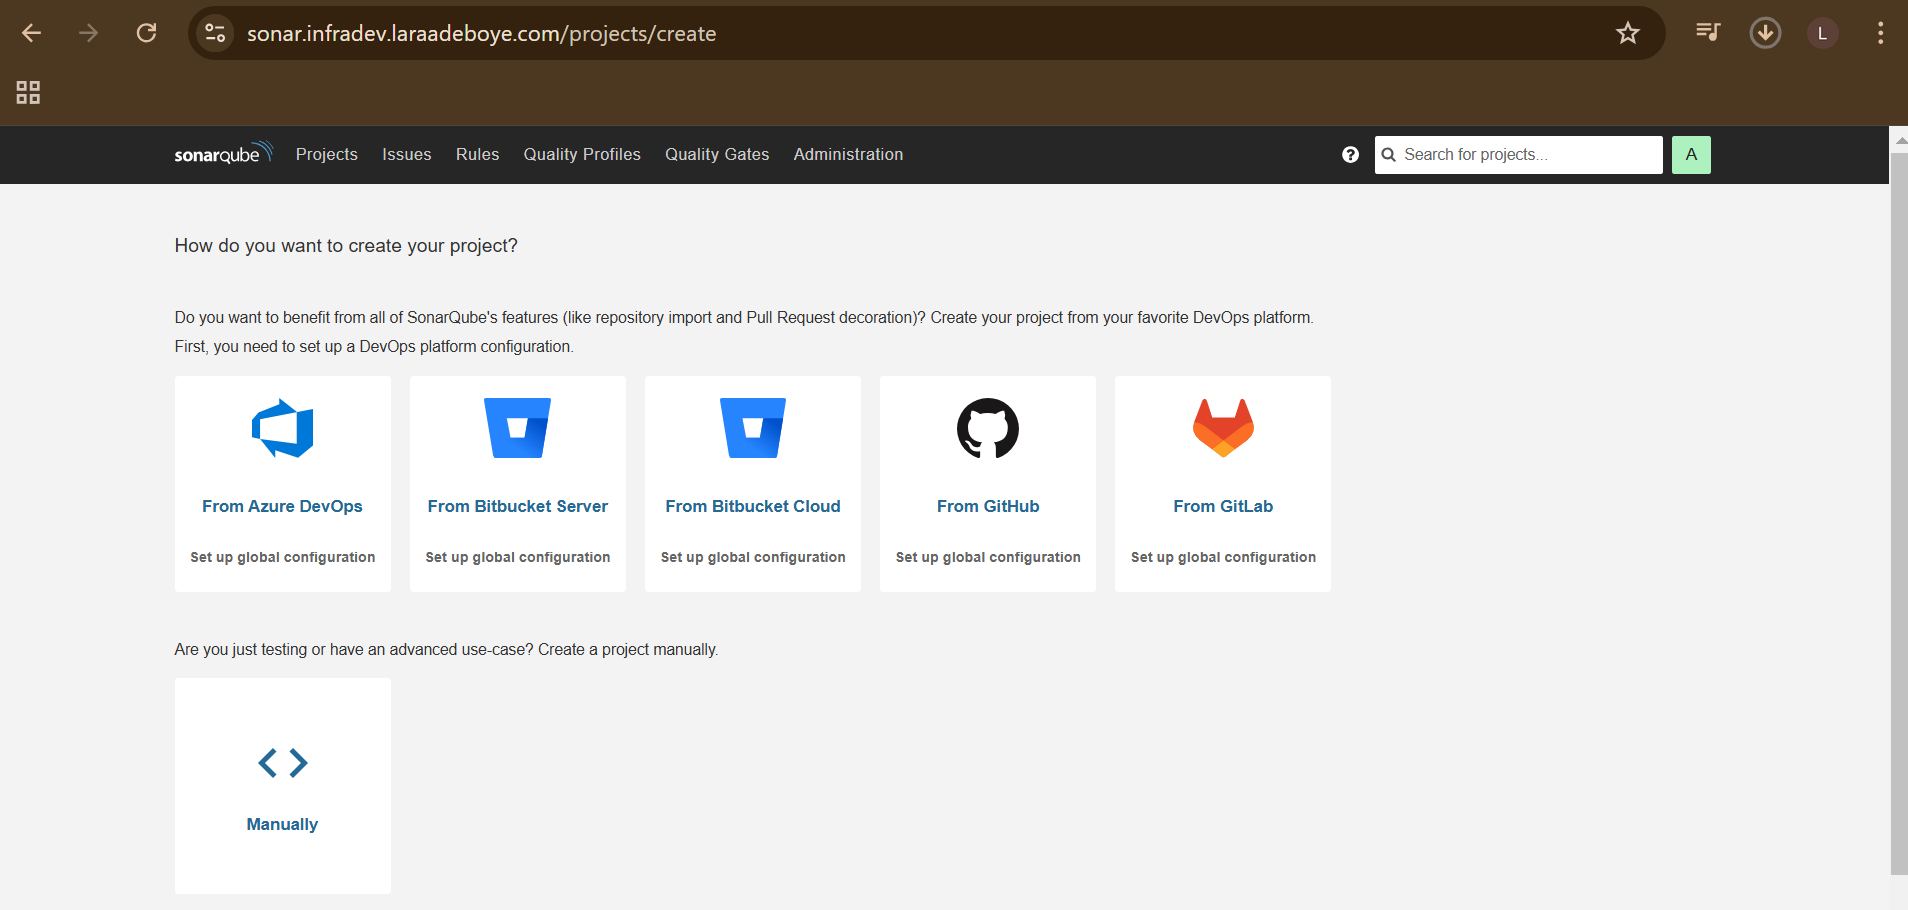 sonar.infradev.laraadeboye.com/projects/create
L
sonarqube Projects Issues Rules Quality Profiles Quality Gates Administration ? Search for projects... A
How do you want to create your project?
Do you want to benefit from all of SonarQube's features (like repository import and Pull Request decoration)? Create your project from your favorite DevOps platform.
First, you need to set up a DevOps platform configuration.
From Azure DevOps From Bitbucket Server From Bitbucket Cloud From GitHub From GitLab
Set up global configuration Set up global configuration Set up global configuration Set up global configuration Set up global configuration
Are you just testing or have an advanced use-case? Create a project manually.
Manually